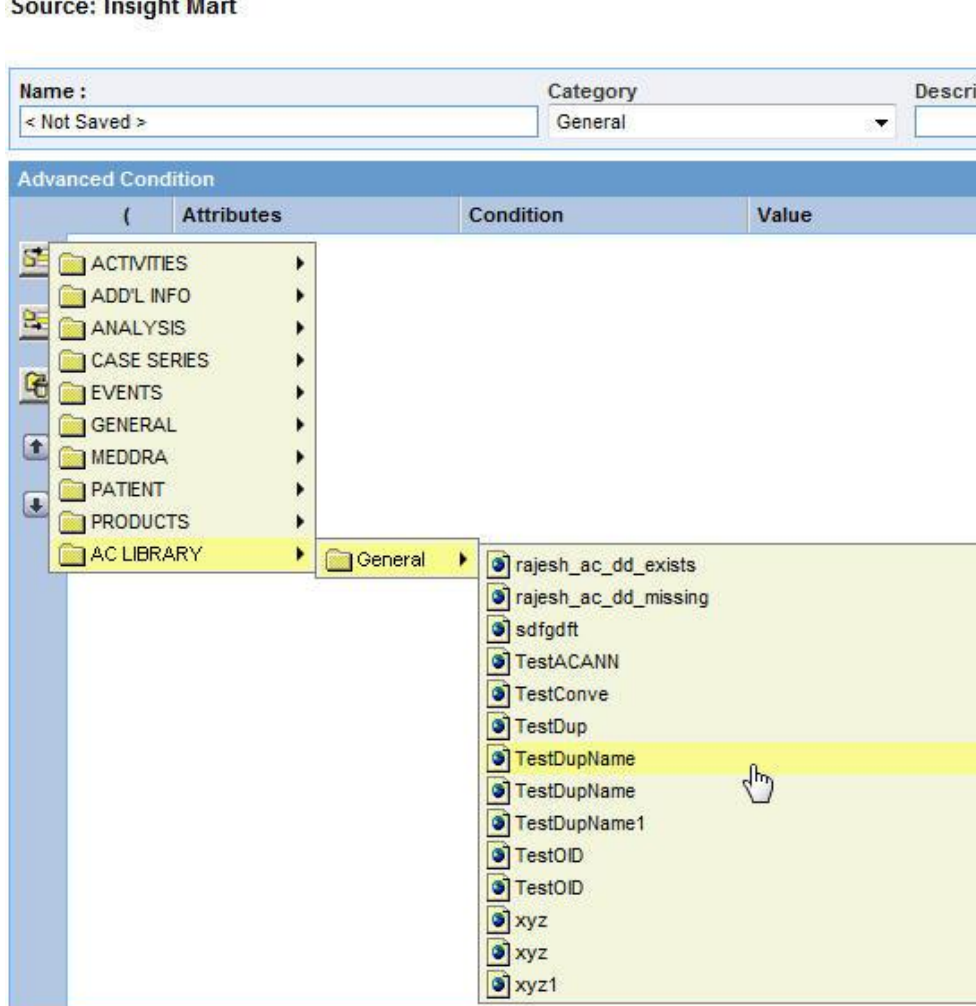 Source: Insight Mart
Name : Category Descri
< Not Saved > General
Advanced Condition
( Attributes Condition Value
ACTIVITIES
ADD'L INFO
ANALYSIS
CASE SERIES
EVENTS
GENERAL
MEDDRA
PATIENT
PRODUCTS
AC LIBRARY
General
rajesh_ac_dd_exists
rajesh_ac_dd_missing
sdfgdft
TestACANN
TestConve
TestDup
TestDupName
TestDupName
TestDupName1
TestOID
TestOID
xyz
xyz
xyz1